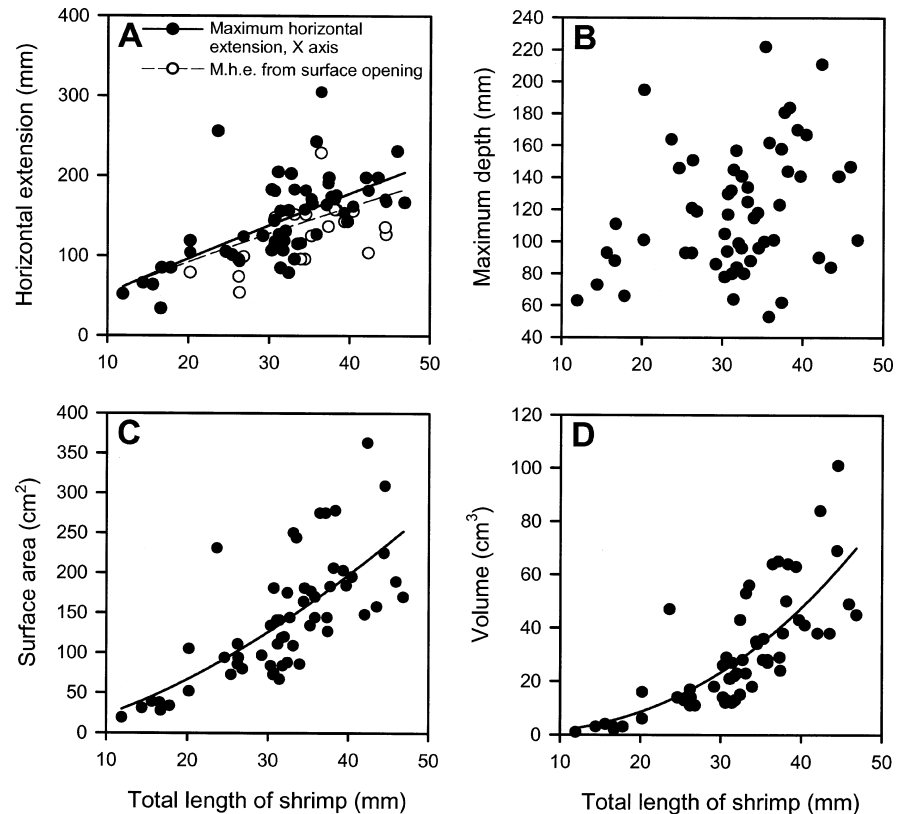 A
Maximum horizontal
extension, X axis
M.h.e. from surface opening
Horizontal extension (mm)
400
300
200
100
0
10 20 30 40 50
B
Maximum depth (mm)
240
220
200
180
160
140
120
100
80
60
40
10 20 30 40 50
C
Surface area (cm²)
400
350
300
250
200
150
100
50
0
10 20 30 40 50
Total length of shrimp (mm)
D
Volume (cm³)
120
100
80
60
40
20
0
10 20 30 40 50
Total length of shrimp (mm)